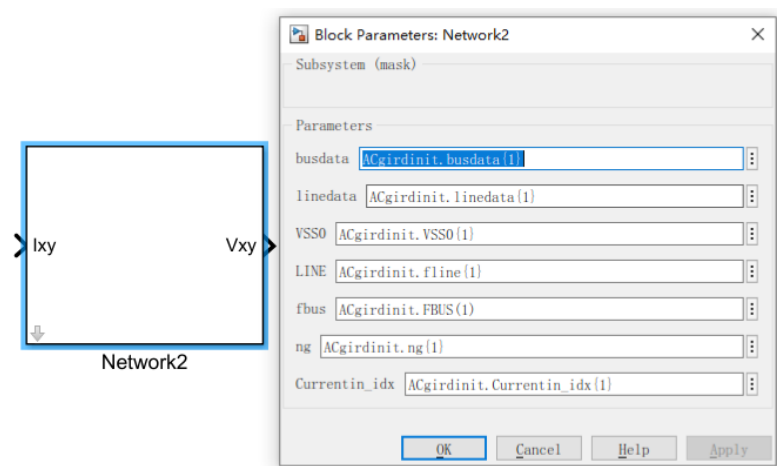 Block Parameters: Network2
Subsystem (mask)
Parameters
busdata ACgirdinit.busdata{1}
linedata ACgirdinit.linedata{1}
VSS0 ACgirdinit.VSS0{1}
LINE ACgirdinit.fline{1}
fbus ACgirdinit.FBUS(1)
ng ACgirdinit.ng{1}
Currentin_idx ACgirdinit.Currentin_idx{1}
OK Cancel Help Apply
Ixy Vxy
Network2